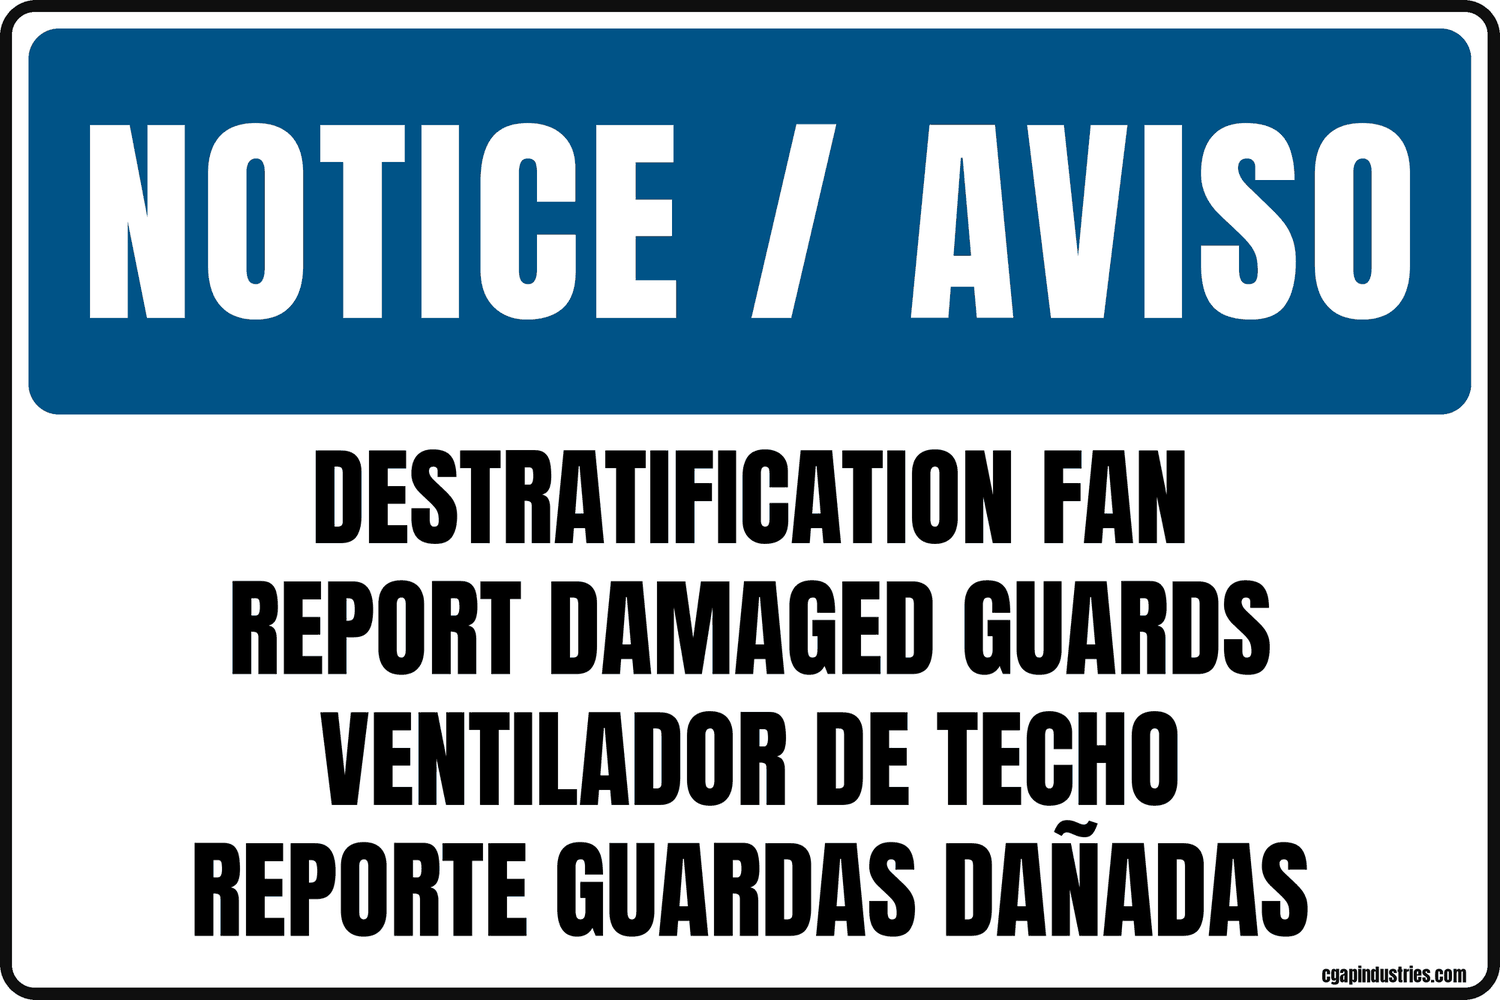 NOTICE / AVISO
DESTRATIFICATION FAN
REPORT DAMAGED GUARDS
VENTILADOR DE TECHO
REPORTE GUARDAS DAÑADAS
cgapindustries.com